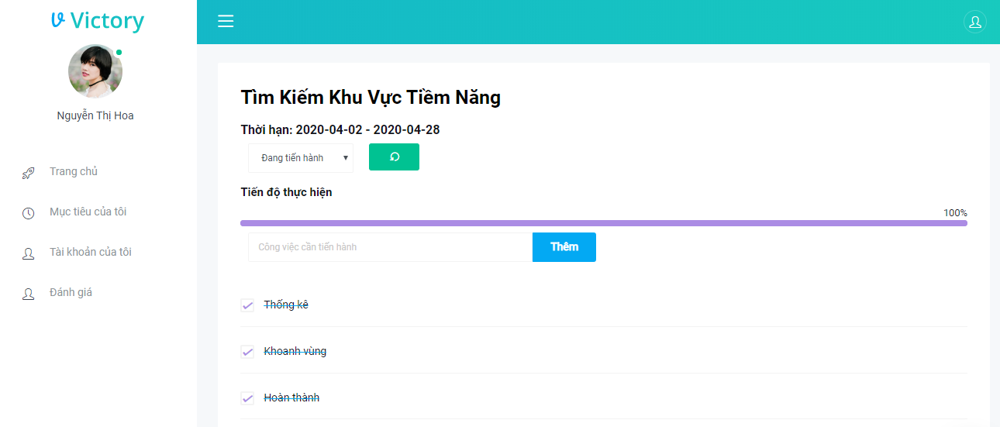 Victory
Nguyễn Thị Hoa
Trang chủ
Mục tiêu của tôi
Tài khoản của tôi
Đánh giá
Tìm Kiếm Khu Vực Tiềm Năng
Thời hạn: 2020-04-02 - 2020-04-28
Đang tiến hành
Tiến độ thực hiện
100%
Công việc cần tiến hành
Thêm
Thống kê
Khoanh vùng
Hoàn thành